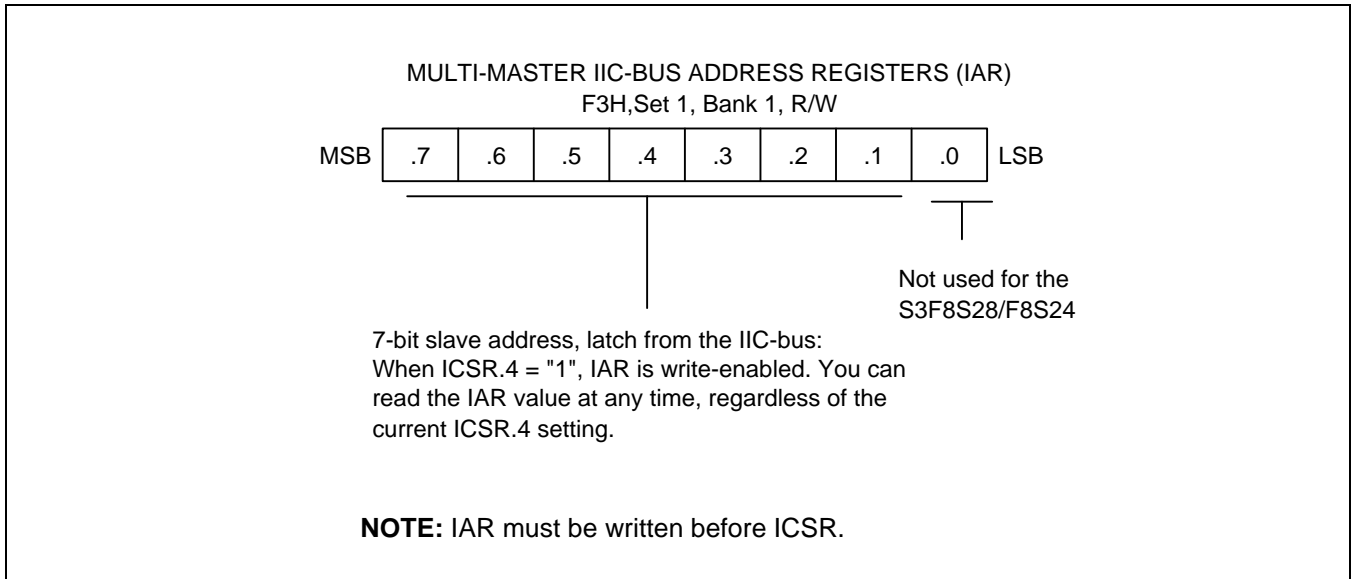 MULTI-MASTER IIC-BUS ADDRESS REGISTERS (IAR)
F3H,Set 1, Bank 1, R/W
MSB .7 .6 .5 .4 .3 .2 .1 .0 LSB
Not used for the
S3F8S28/F8S24
7-bit slave address, latch from the IIC-bus:
When ICSR.4 = "1", IAR is write-enabled. You can
read the IAR value at any time, regardless of the
current ICSR.4 setting.
NOTE: IAR must be written before ICSR.